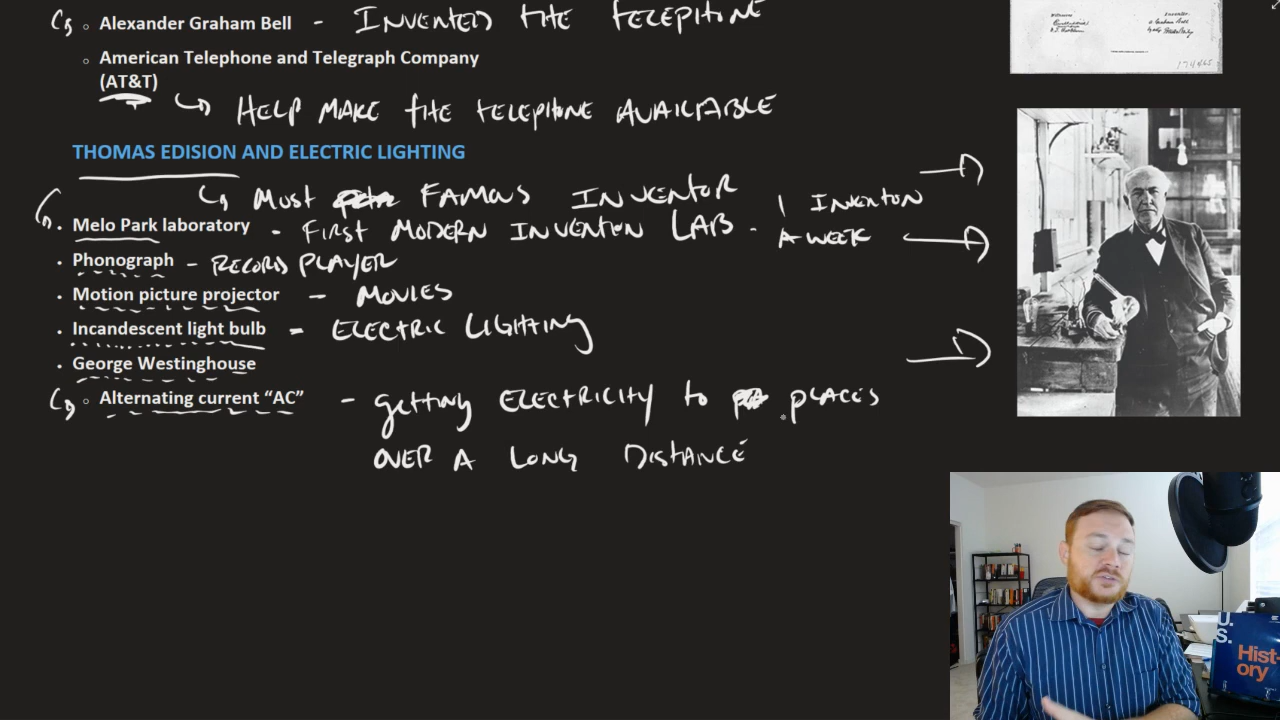 Alexander Graham Bell - INVENTED THE TELEPHONE
American Telephone and Telegraph Company
(AT&T)
HELP MAKE THE TELEPHONE AVAILABLE
THOMAS EDISION AND ELECTRIC LIGHTING
MOST FAMOUS INVENTOR
Melo Park laboratory - FIRST MODERN INVENTION LAB - 1 INVENTION
A WEEK
Phonograph - RECORD PLAYER
Motion picture projector - MOVIES
Incandescent light bulb - ELECTRIC LIGHTING
George Westinghouse
Alternating current “AC” - GETTING ELECTRICITY TO PLACES
OVER A LONG DISTANCE
174465
U.
S.
Hist-
ory